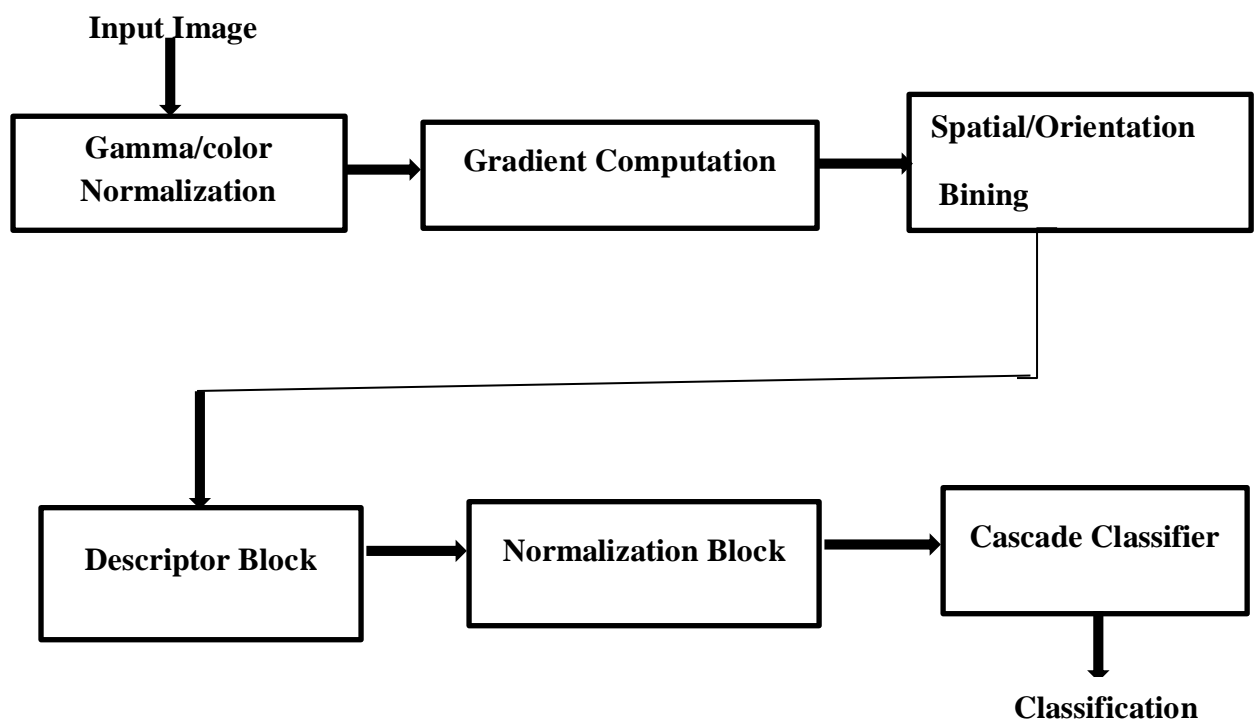 Input Image
Gamma/color
Normalization
Gradient Computation
Spatial/Orientation
Bining
Descriptor Block
Normalization Block
Cascade Classifier
Classification